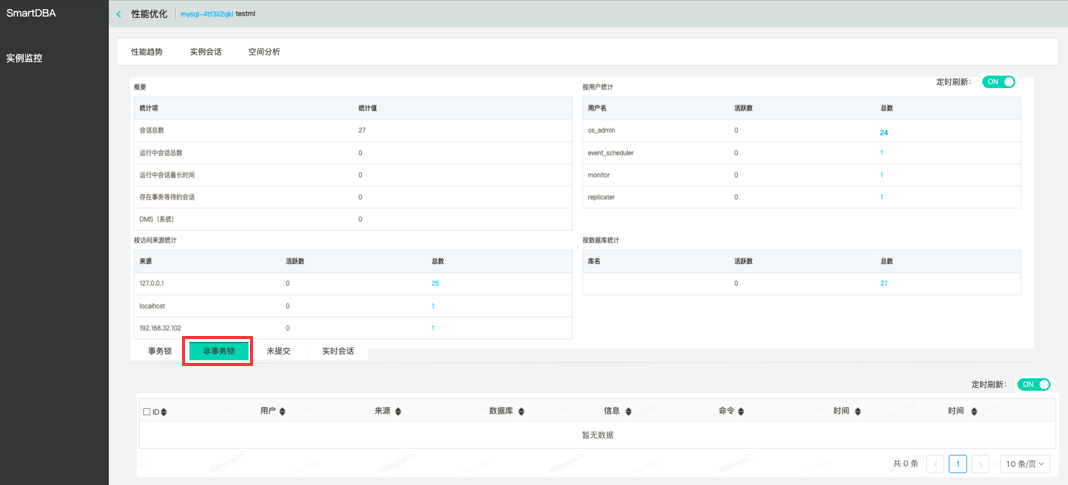 SmartDBA
实例监控
性能优化 mysql-4tf3ii2qkl testml
性能趋势 实例会话 空间分析
定时刷新： ON
概要
统计项 统计值
会话总数 27
运行中会话总数 0
运行中会话最长时间 0
存在事务等待的会话 0
DMS（系统） 0
按用户统计
用户名 活跃数 总数
os_admin 0 24
event_scheduler 0 1
monitor 0 1
replicater 0 1
按访问来源统计
来源 活跃数 总数
127.0.0.1 0 25
localhost 0 1
192.168.32.102 0 1
按数据库统计
库名 活跃数 总数
0 27
事务锁 非事务锁 未提交 实时会话
定时刷新： ON
ID 用户 来源 数据库 信息 命令 时间 时间
暂无数据
共 0 条 < 1 > 10 条/页